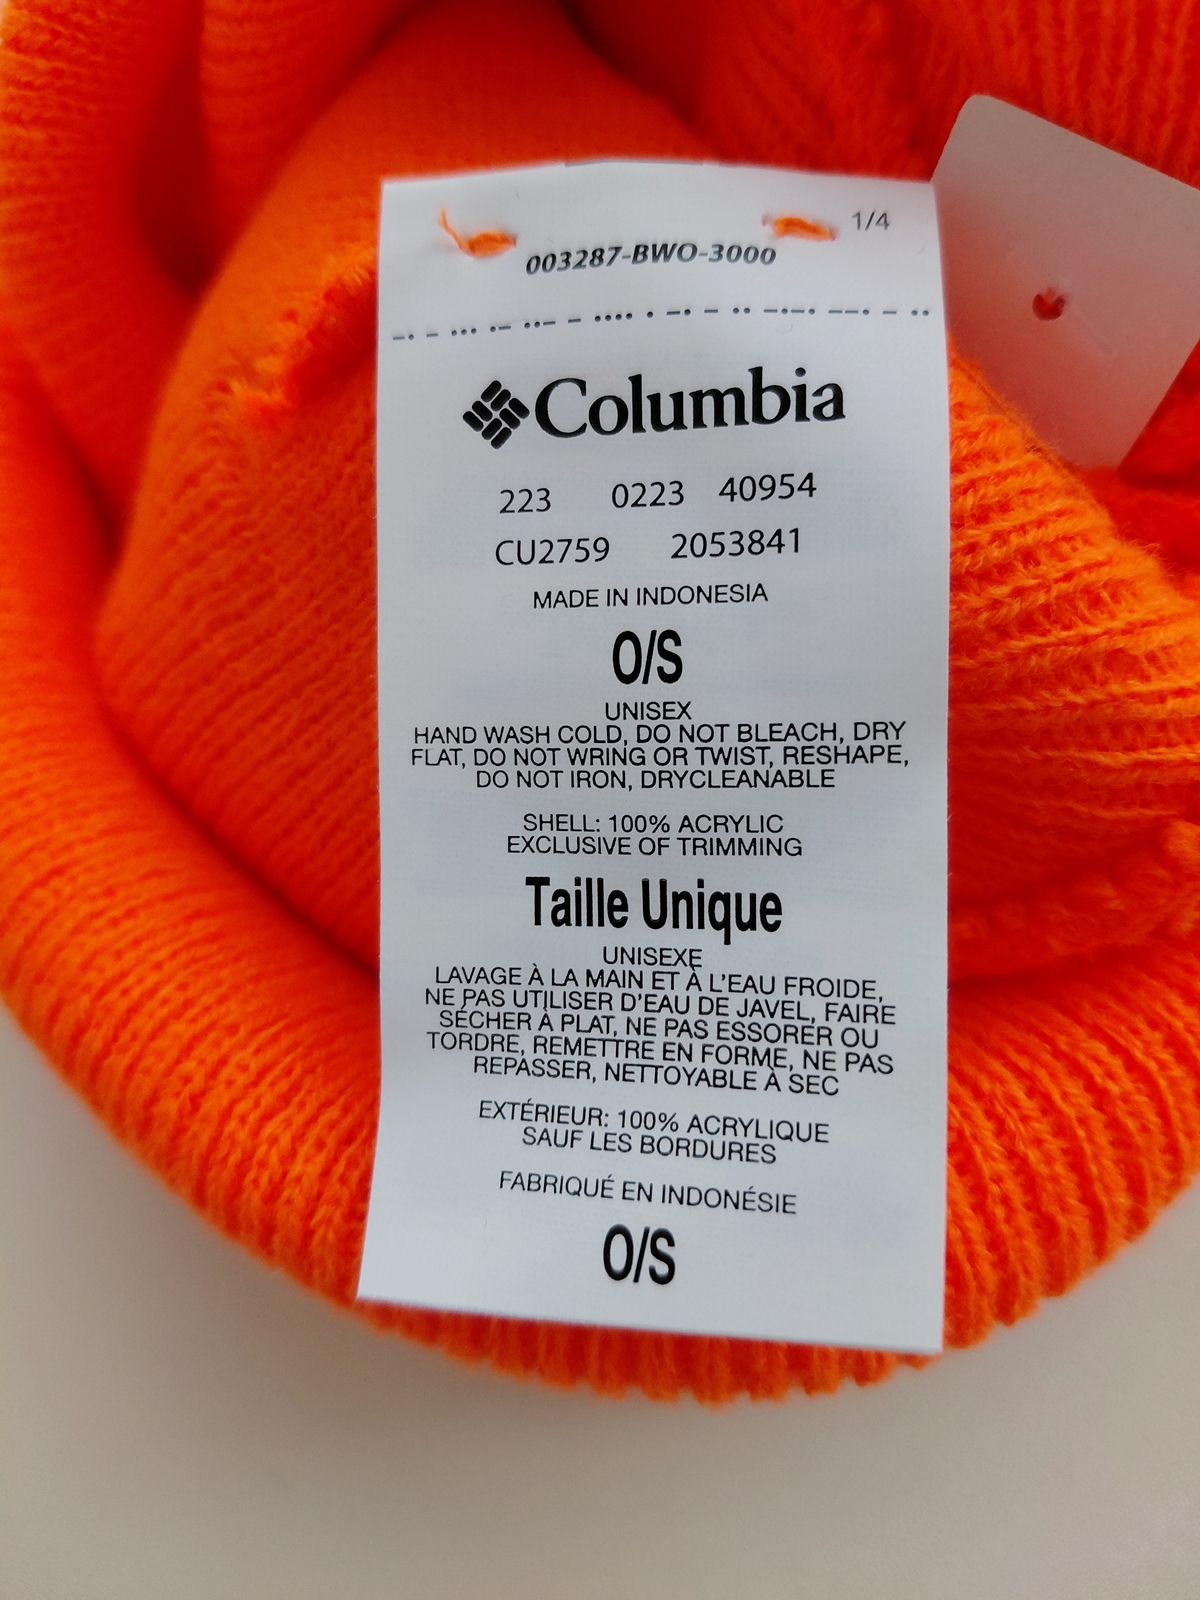 1/4
003287-BWO-3000
Columbia
223 0223 40954
CU2759 2053841
MADE IN INDONESIA
O/S
UNISEX
HAND WASH COLD, DO NOT BLEACH, DRY
FLAT, DO NOT WRING OR TWIST, RESHAPE,
DO NOT IRON, DRYCLEANABLE
SHELL: 100% ACRYLIC
EXCLUSIVE OF TRIMMING
Taille Unique
UNISEXE
LAVAGE À LA MAIN ET À L'EAU FROIDE,
NE PAS UTILISER D'EAU DE JAVEL, FAIRE
SÉCHER À PLAT, NE PAS ESSORER OU
TORDRE, REMETTRE EN FORME, NE PAS
REPASSER, NETTOYABLE À SEC
EXTÉRIEUR: 100% ACRYLIQUE
SAUF LES BORDURES
FABRIQUÉ EN INDONÉSIE
O/S